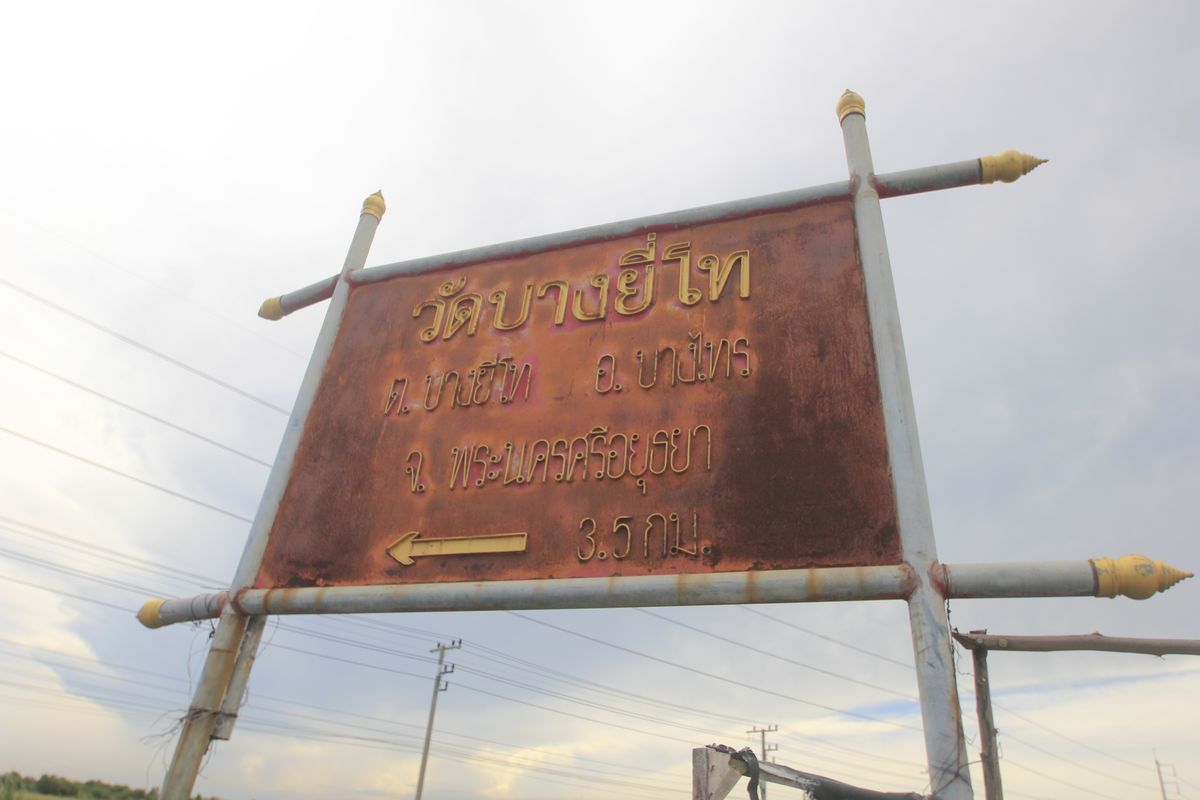 วัดบางยี่โท
ต. บางยี่โท อ. บางไทร
จ. พระนครศรีอยุธยา
3.5 กม.